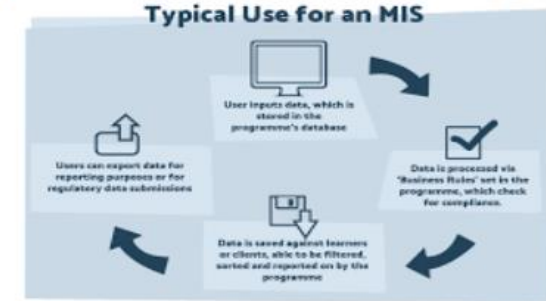 Typical Use for an MIS
User inputs data, which is
stored in the
programme's database
Data is processed via
'Business Rules' set in the
programme, which check
for compliance.
Data is saved against learners
or clients, able to be filtered,
sorted and reported on by the
programme
Users can export data for
reporting purposes or for
regulatory data submissions